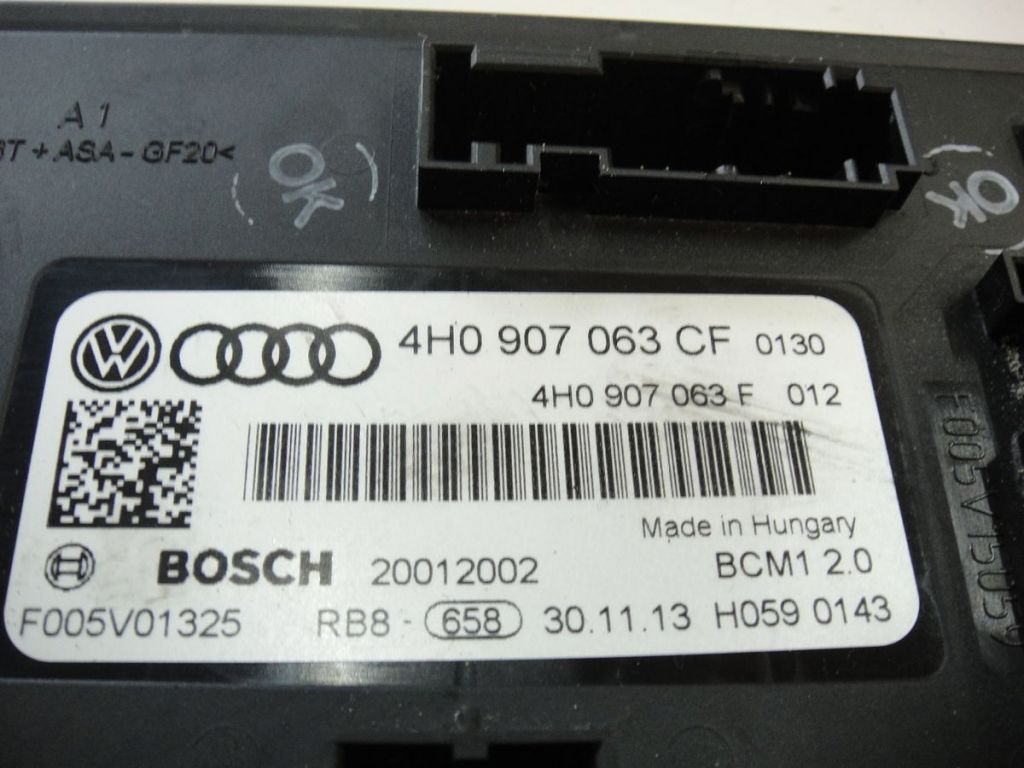 A 1
+ ASA - GF20<
OK
OK
4H0 907 063 CF 0130
4H0 907 063 F 012
Made in Hungary
BOSCH 20012002 BCM1 2.0
F005V01325 RB8 - 658 30.11.13 H059 0143